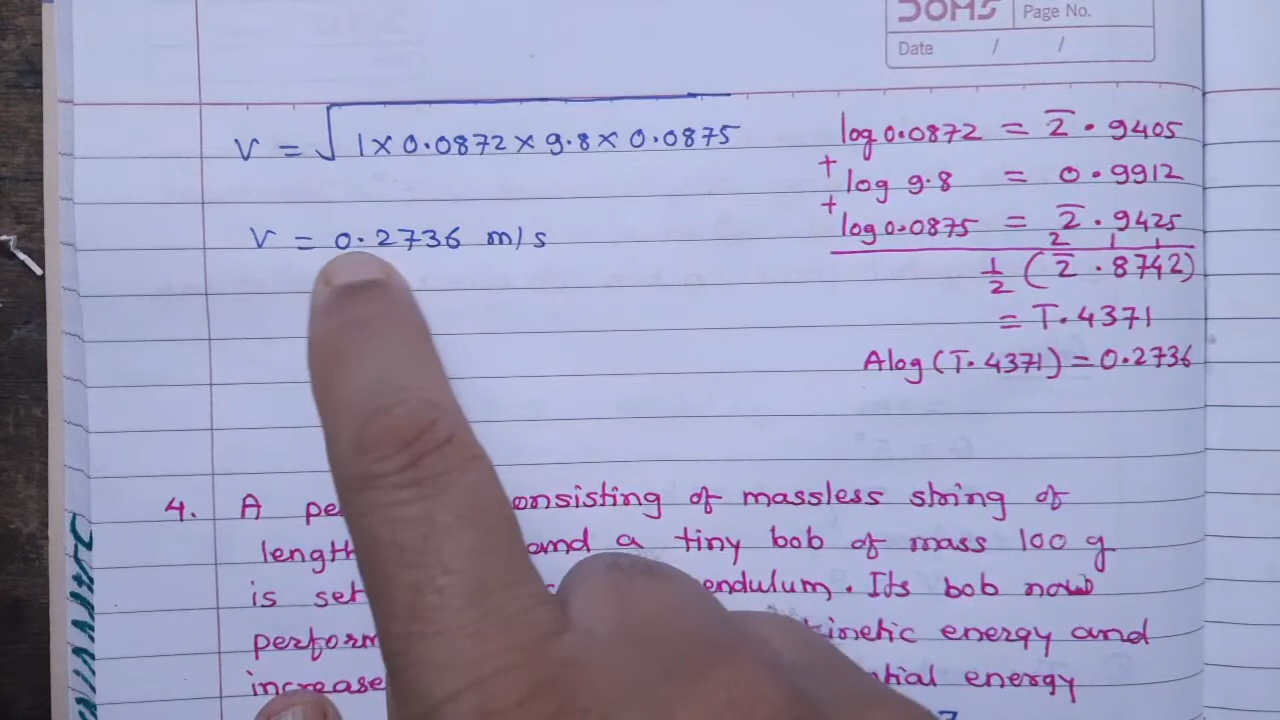 Page No.
Date / /
V = √1×0.0872×9.8×0.0875
V = 0.2736 m/s
log 0.0872 = 2̅.9405
+ log 9.8 = 0.9912
+ log 0.0875 = 2̅.9425
2 1 1
1/2 (2̅.8742)
= 1̅.4371
Alog (1̅.4371) = 0.2736
4. A onsisting of massless string of
length and a tiny bob of mass 100 g
is set endulum. Its bob now
perform kinetic energy and
increase ntial energy